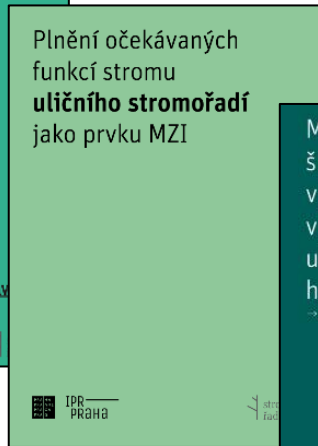 Plnění očekávaných
funkcí stromu
uličního stromořadí
jako prvku MZI
IPR
PRAHA